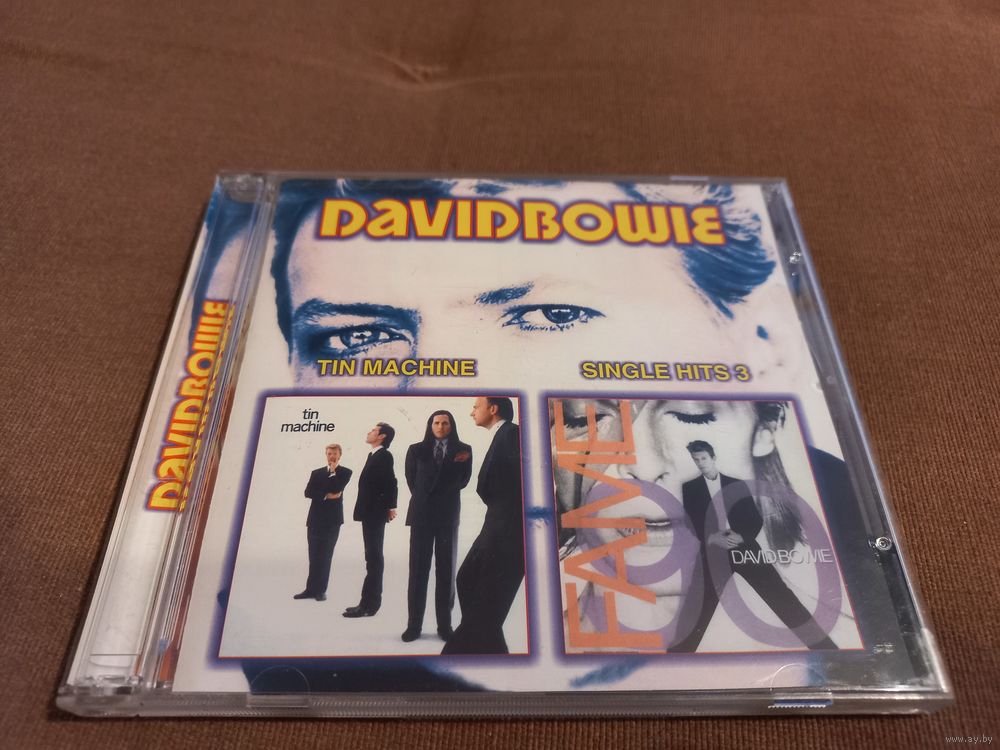 DAVIDBOWIE
DAVIDBOWIE
TIN MACHINE
SINGLE HITS 3
tin
machine
FAME
90
DAVID BOWIE
www.ay.by